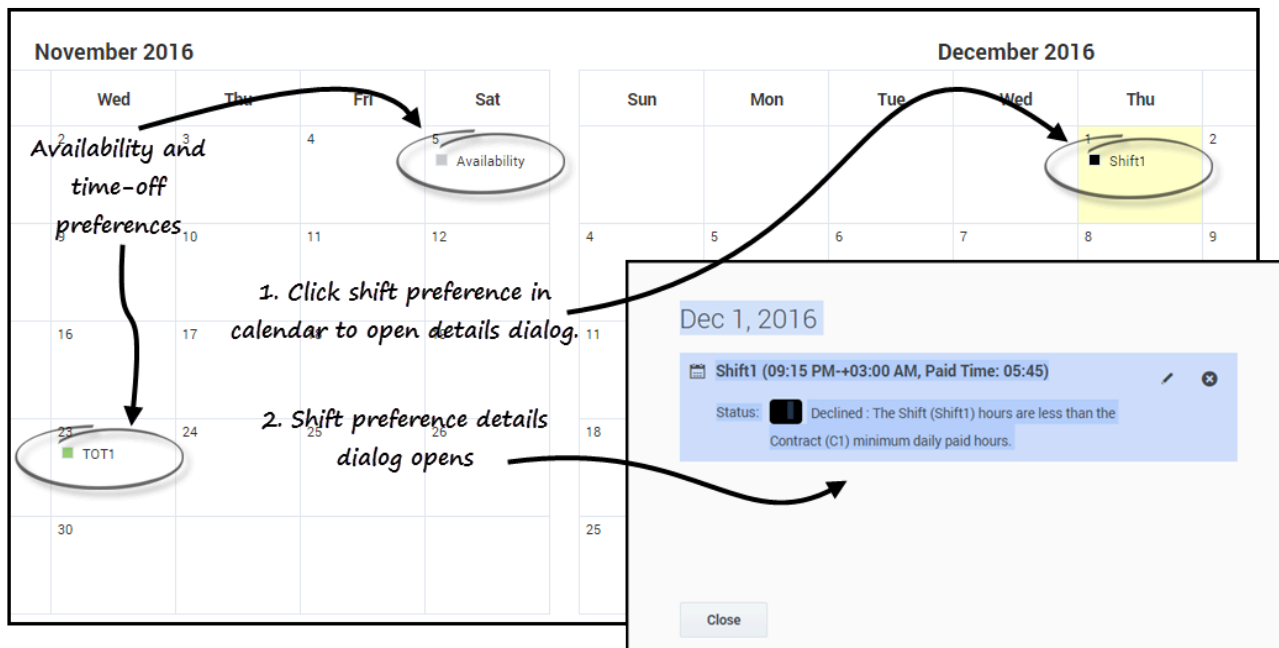 November 2016
December 2016
Wed Thu Fri Sat
Sun Mon Tue Wed Thu
2 3 4 5
Availability
1 2
Shift1
Availability and
time-off
preferences
9 10 11 12
4 5 6 7 8 9
1. Click shift preference in
calendar to open details dialog.
16 17
11
2. Shift preference details
dialog opens
23 24 25 26
TOT1
18
30
25
Dec 1, 2016
Shift1 (09:15 PM-+03:00 AM, Paid Time: 05:45)
Status: Declined : The Shift (Shift1) hours are less than the
Contract (C1) minimum daily paid hours.
Close